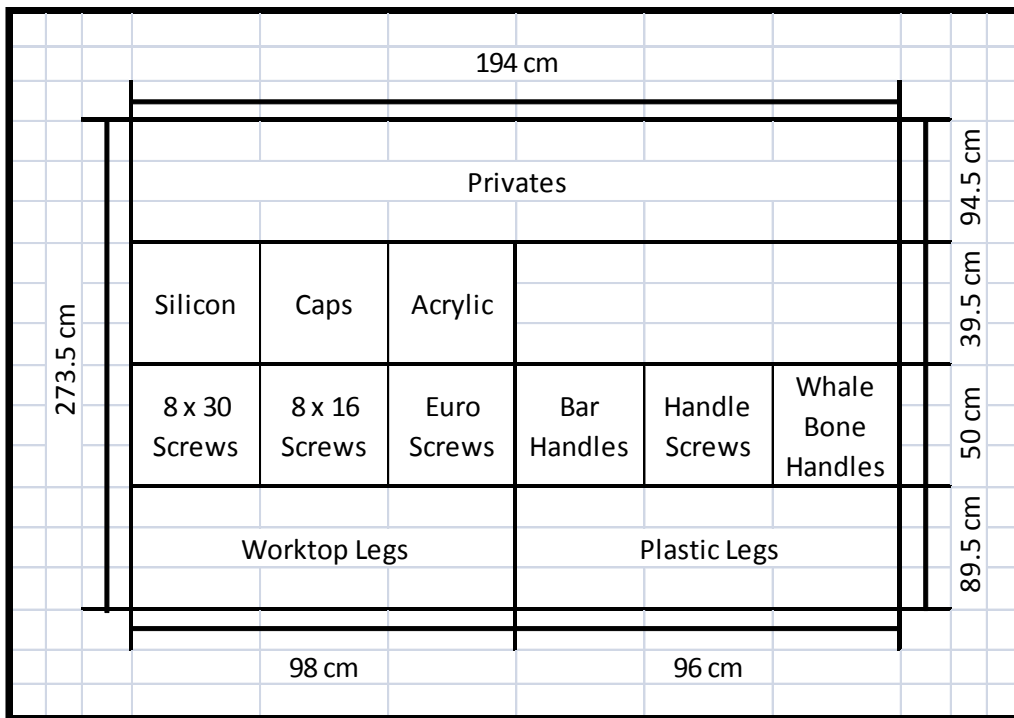 194 cm
Privates
94.5 cm
Silicon
Caps
Acrylic
39.5 cm
273.5 cm
8 x 30
Screws
8 x 16
Screws
Euro
Screws
Bar
Handles
Handle
Screws
Whale
Bone
Handles
50 cm
Worktop Legs
Plastic Legs
89.5 cm
98 cm
96 cm